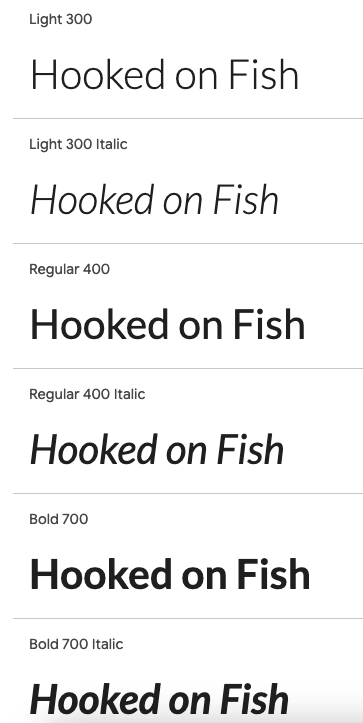 Light 300
Hooked on Fish
Light 300 Italic
Hooked on Fish
Regular 400
Hooked on Fish
Regular 400 Italic
Hooked on Fish
Bold 700
Hooked on Fish
Bold 700 Italic
Hooked on Fish